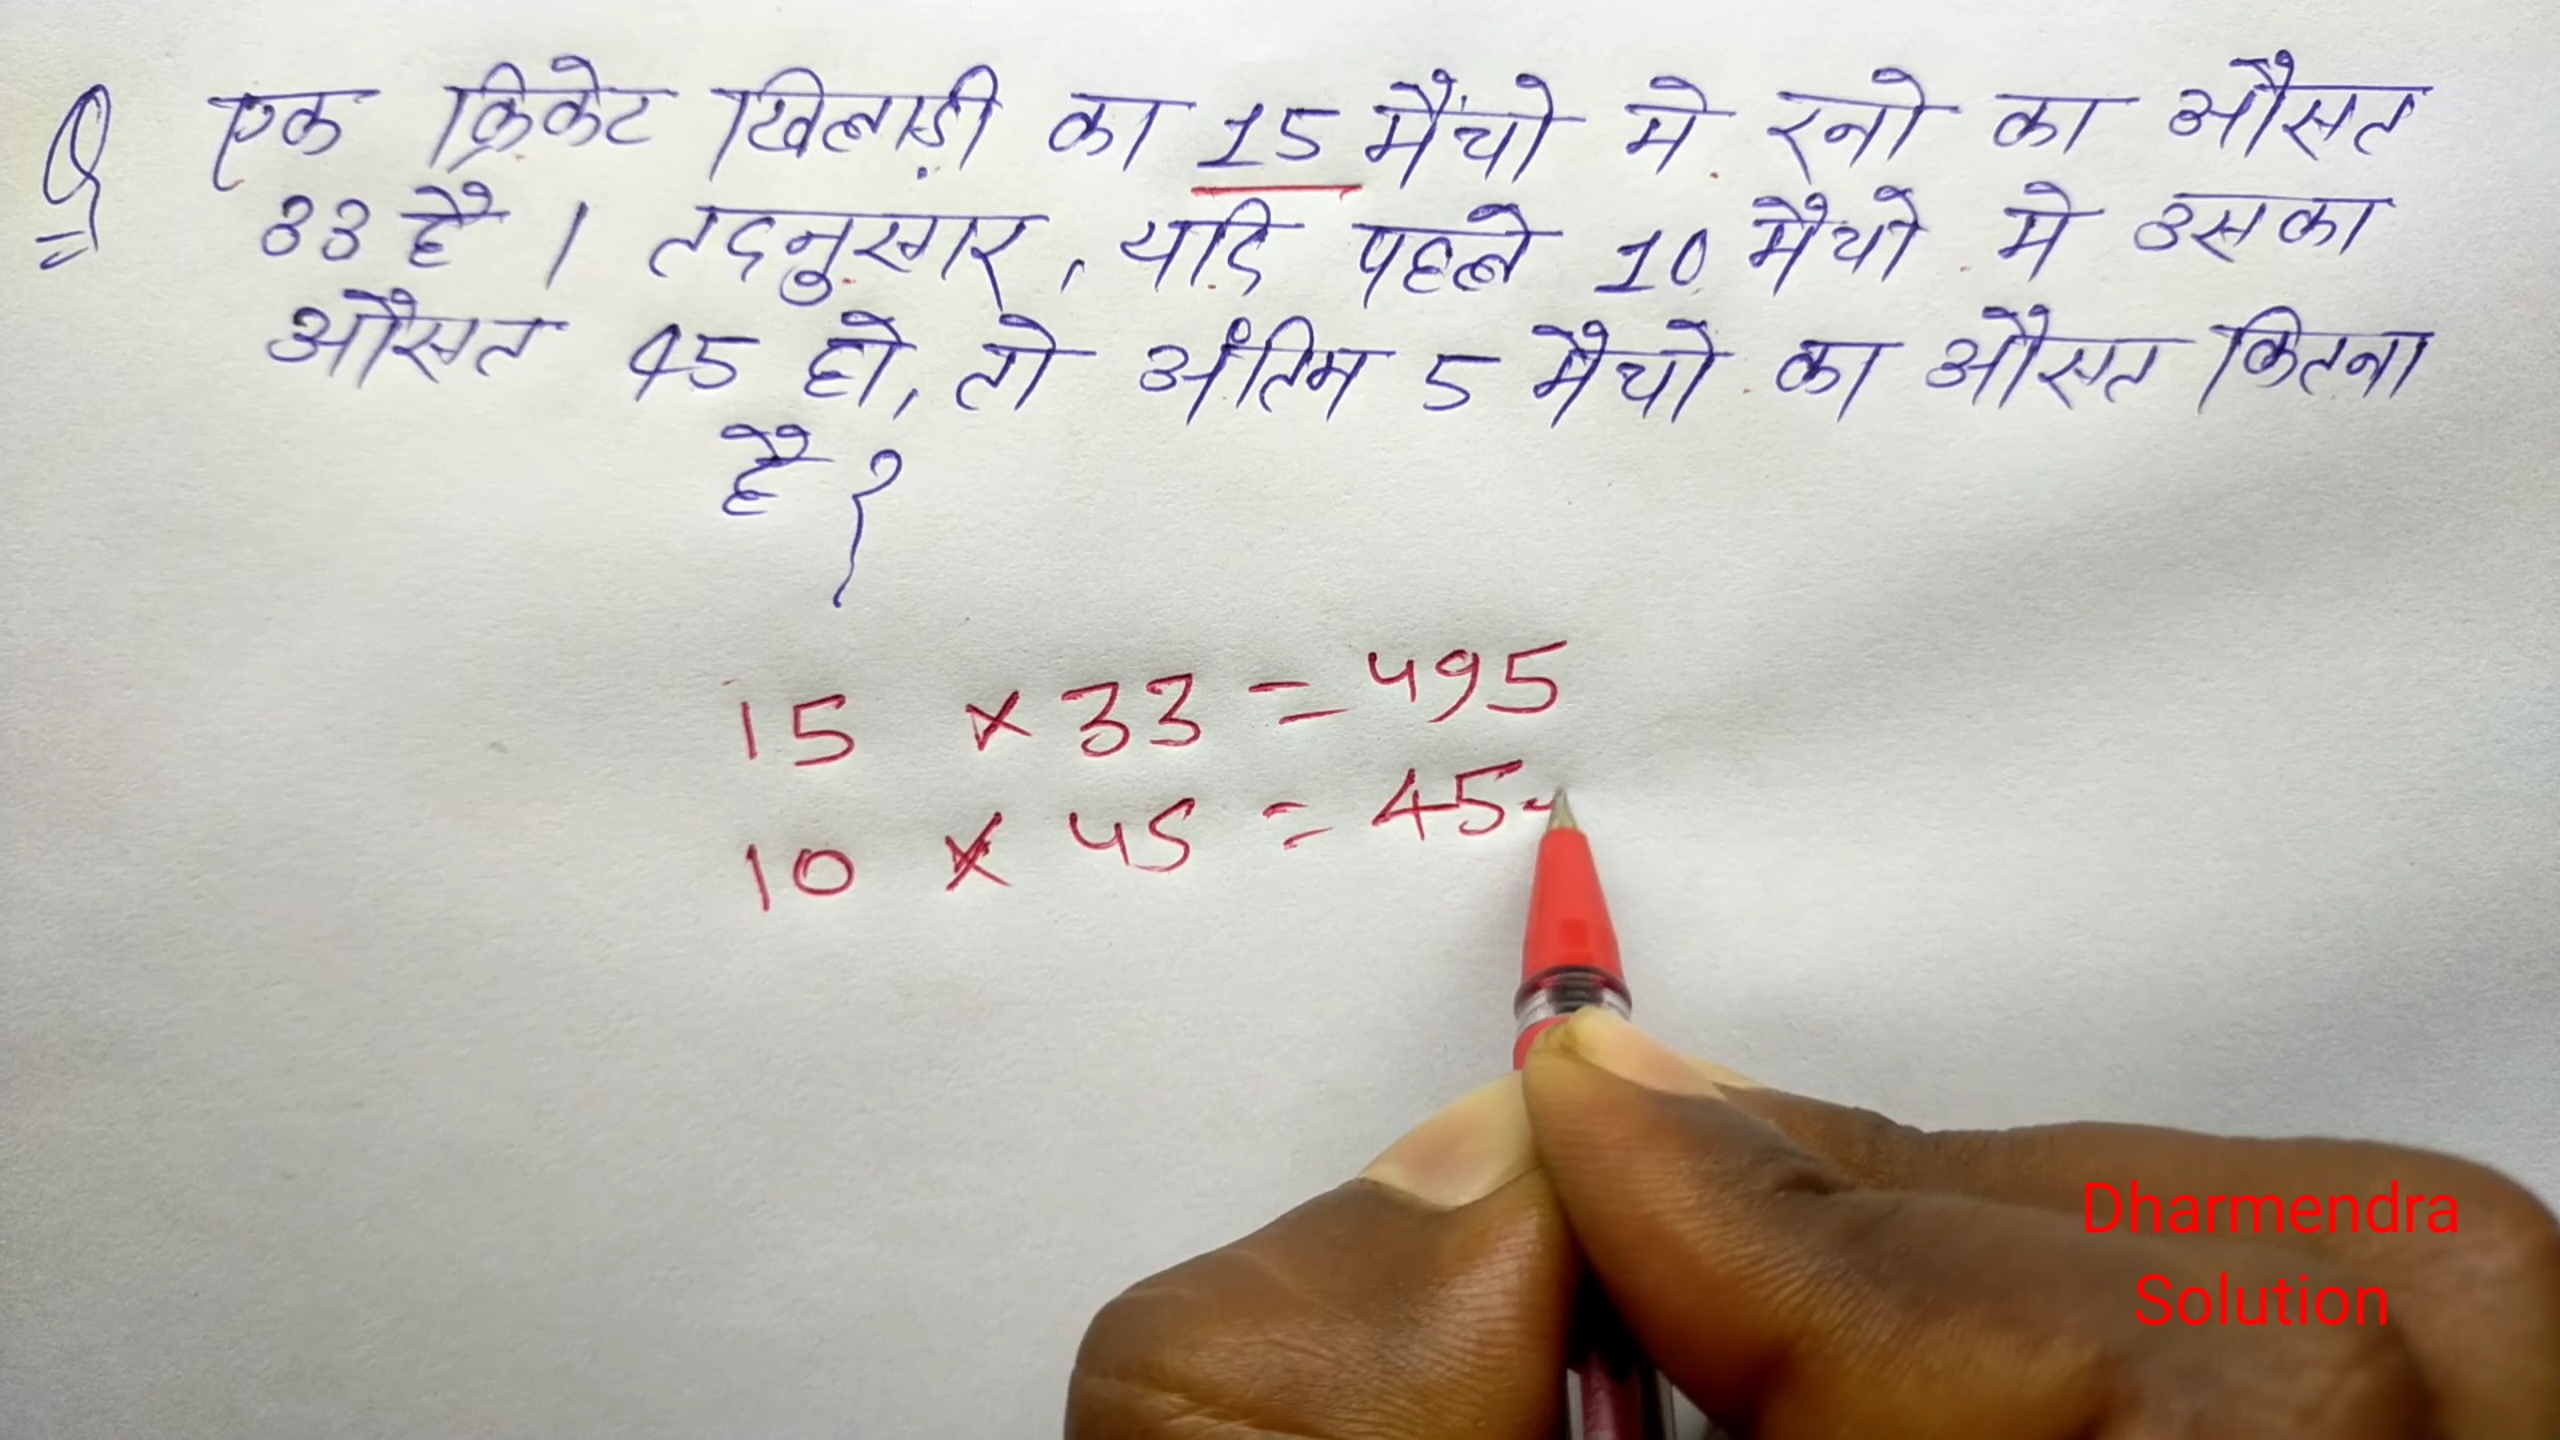 Q एक क्रिकेट खिलाड़ी का 15 मैंचो मे रनो का औसत
33 है । तदनुसार, यदि पहले 10 मैचो मे उसका
औसत 45 हो, तो अंतिम 5 मैचो का औसत कितना
है ?
15 × 33 = 495
10 × 45 = 45
Dharmendra
Solution